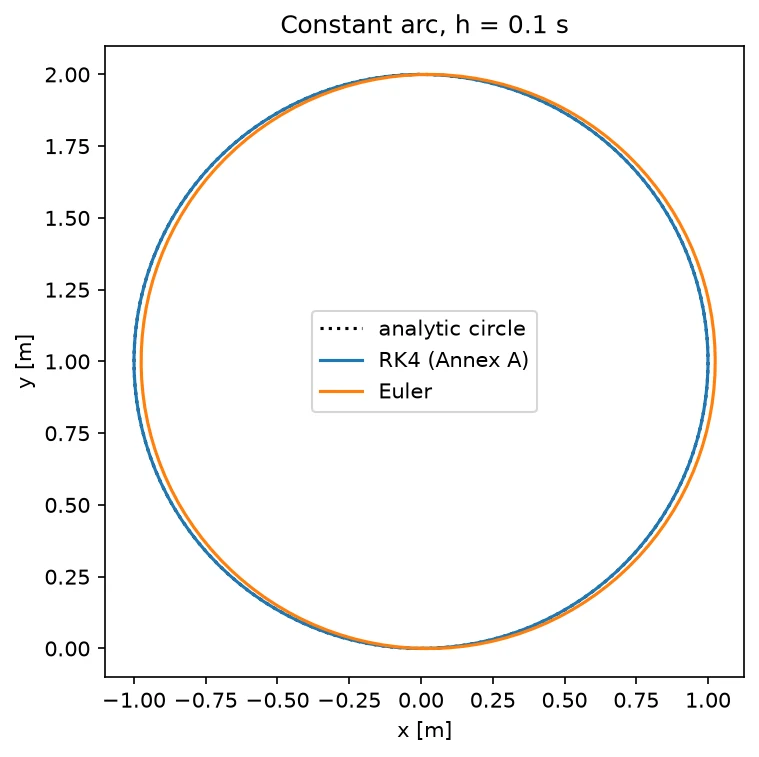 Constant arc, h = 0.1 s
2.00
1.75
1.50
1.25
1.00
0.75
0.50
0.25
0.00
y [m]
analytic circle
RK4 (Annex A)
Euler
−1.00 −0.75 −0.50 −0.25 0.00 0.25 0.50 0.75 1.00
x [m]